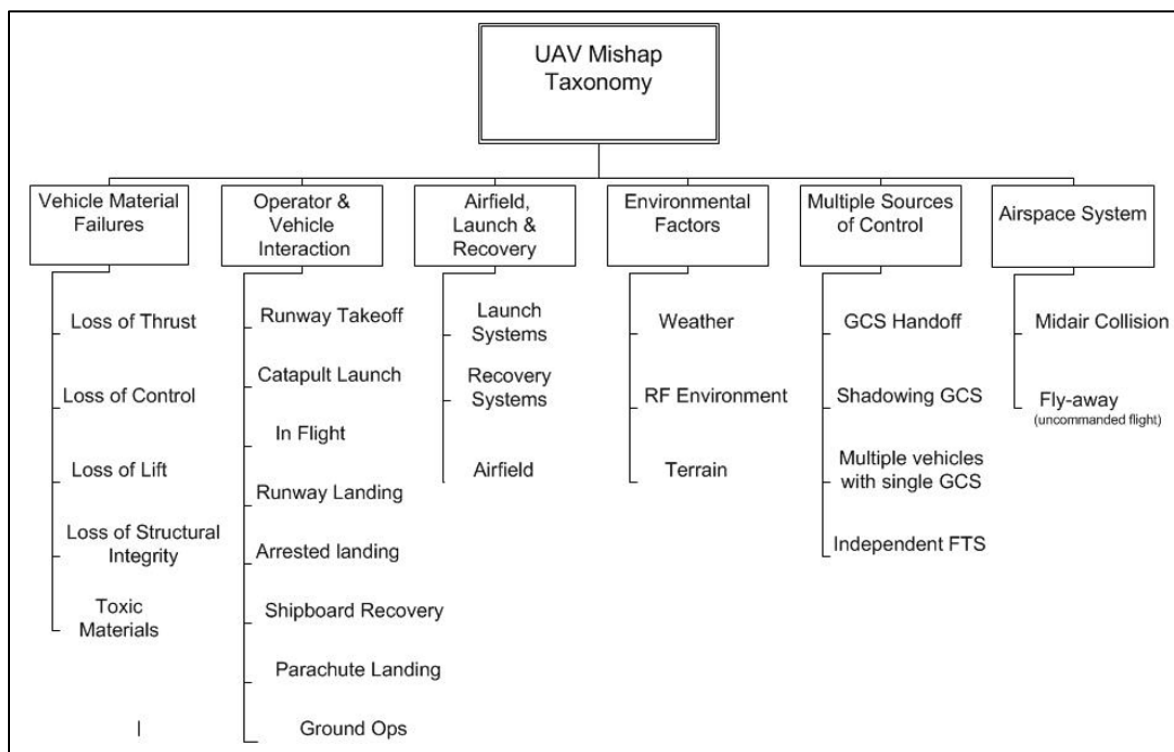 UAV Mishap
Taxonomy
Vehicle Material
Failures
Loss of Thrust
Loss of Control
Loss of Lift
Loss of Structural
Integrity
Toxic
Materials
|
Operator &
Vehicle
Interaction
Runway Takeoff
Catapult Launch
In Flight
Runway Landing
Arrested landing
Shipboard Recovery
Parachute Landing
Ground Ops
Airfield,
Launch &
Recovery
Launch
Systems
Recovery
Systems
Airfield
Environmental
Factors
Weather
RF Environment
Terrain
Multiple Sources
of Control
GCS Handoff
Shadowing GCS
Multiple vehicles
with single GCS
Independent FTS
Airspace System
Midair Collision
Fly-away
(uncommanded flight)